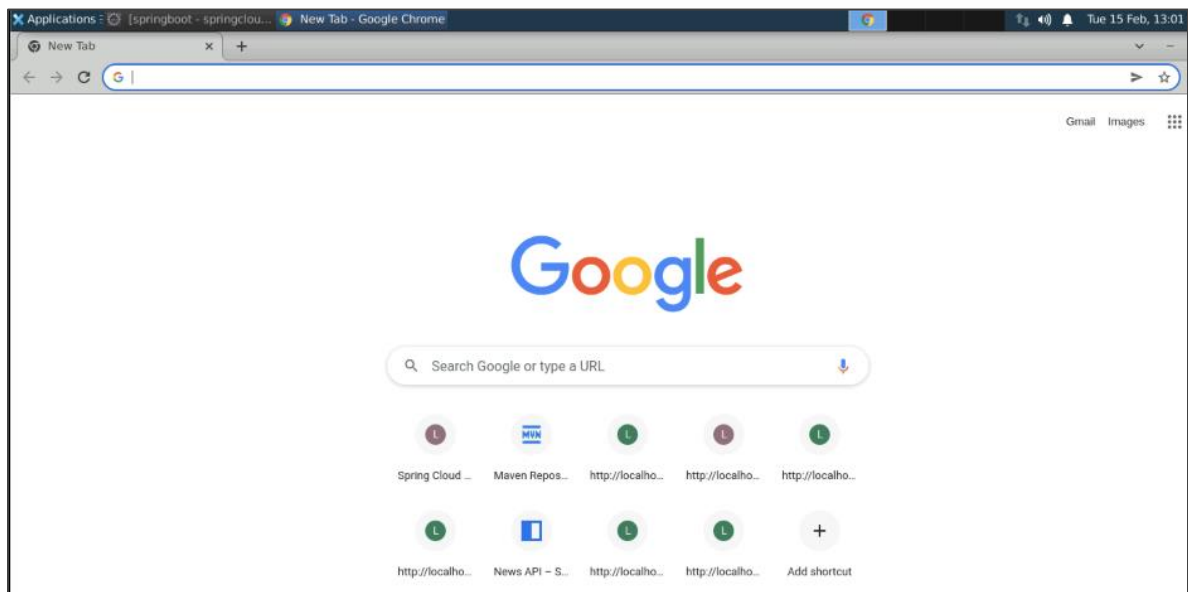 Applications [springboot - springclou... New Tab - Google Chrome Tue 15 Feb, 13:01
New Tab
G
Gmail Images
Google
Search Google or type a URL
L MVN L L L
Spring Cloud ... Maven Repos... http://localho... http://localho... http://localho...
L L L
http://localho... News API – S... http://localho... http://localho... Add shortcut